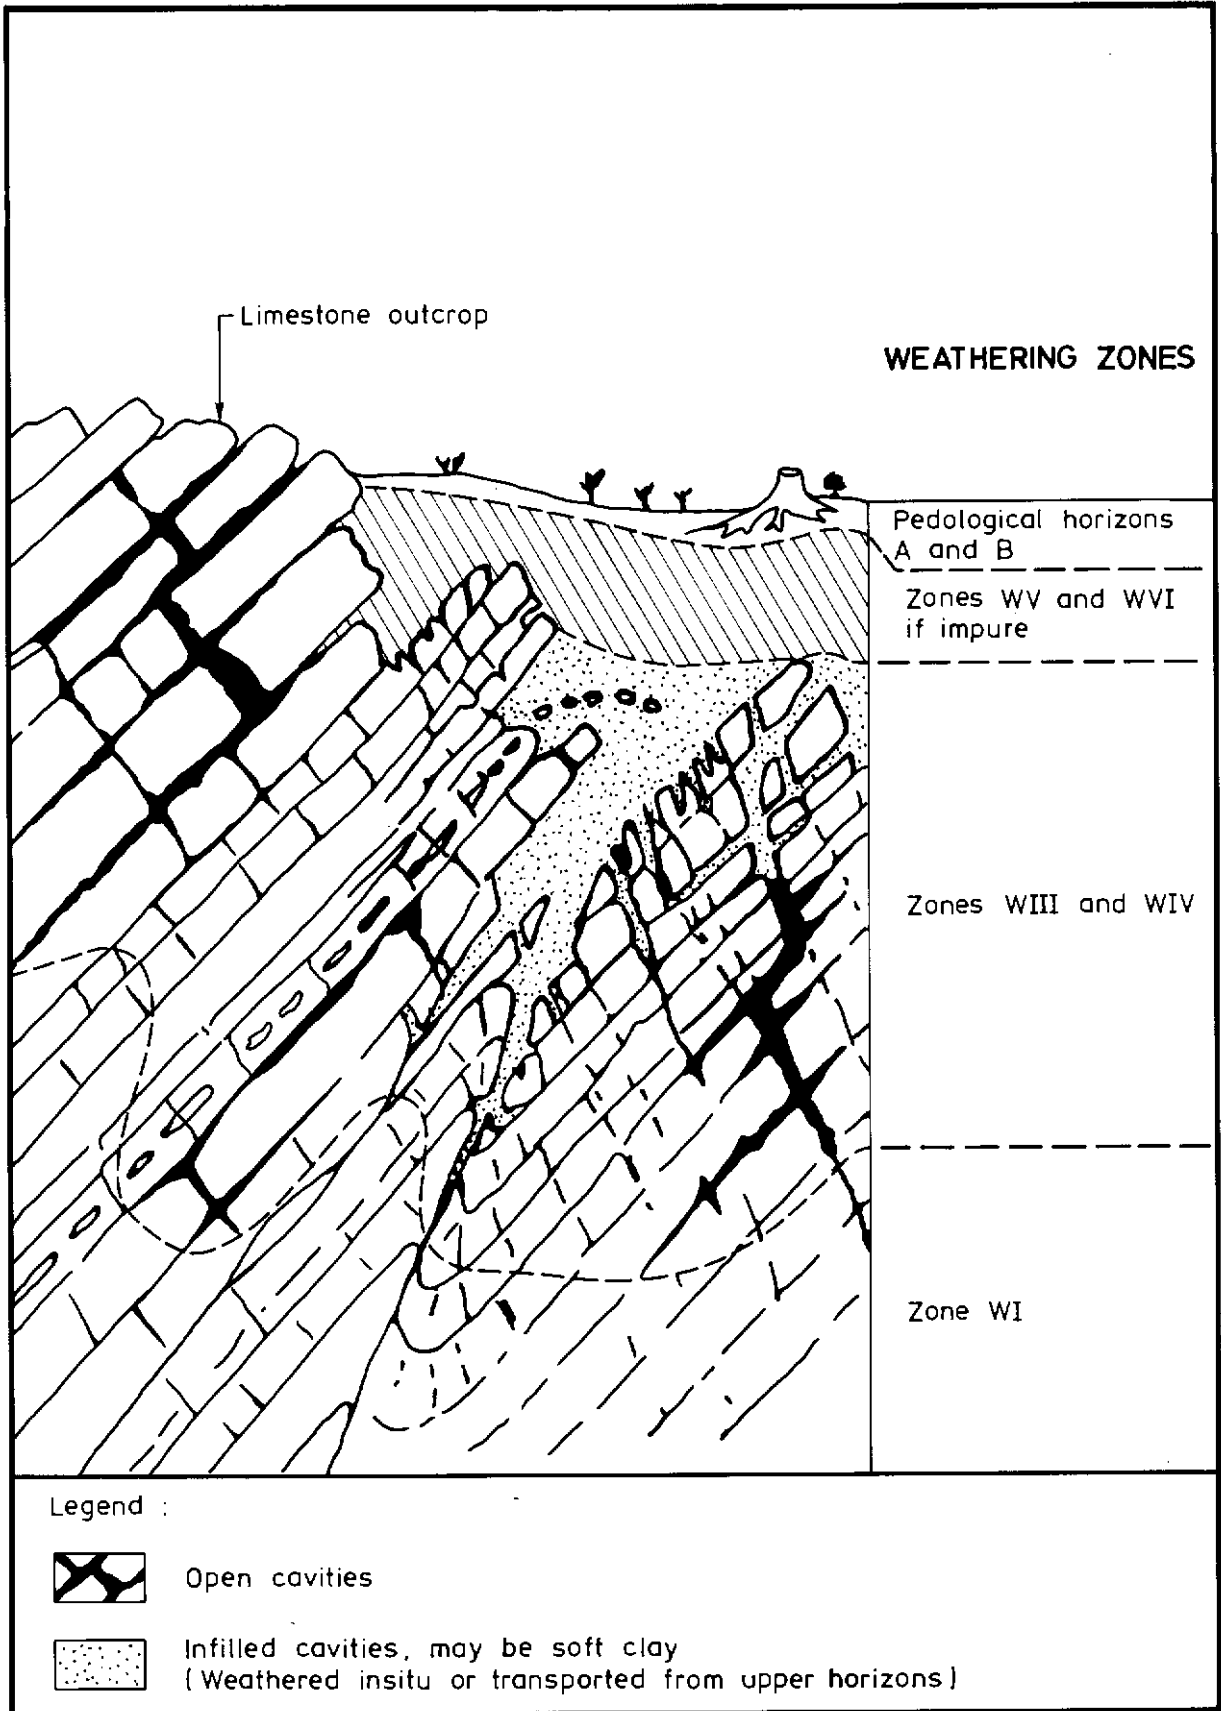 Limestone outcrop
WEATHERING ZONES
Pedological horizons
A and B
Zones WV and WVI
if impure
Zones WIII and WIV
Zone WI
Legend :
Open cavities
Infilled cavities, may be soft clay
(Weathered insitu or transported from upper horizons)